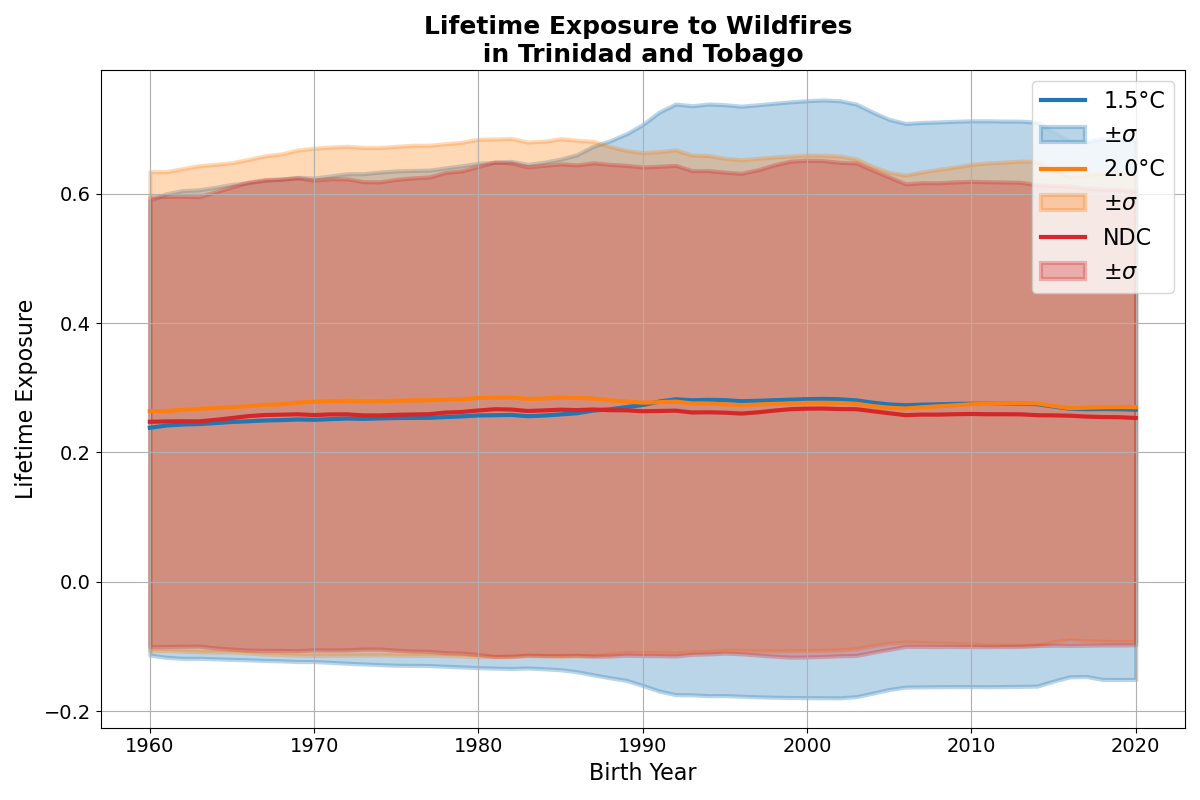 Lifetime Exposure to Wildfires
in Trinidad and Tobago
1.5°C
±σ
2.0°C
±σ
NDC
±σ
Lifetime Exposure
0.6
0.4
0.2
0.0
−0.2
1960 1970 1980 1990 2000 2010 2020
Birth Year